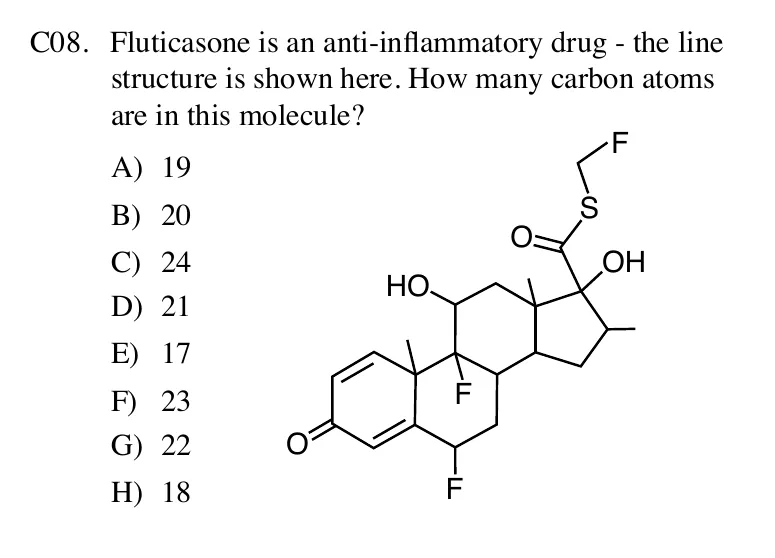 C08. Fluticasone is an anti-inflammatory drug - the line
structure is shown here. How many carbon atoms
are in this molecule?
A) 19
B) 20
C) 24
D) 21
E) 17
F) 23
G) 22
H) 18
F
S
O
OH
HO
F
O
F